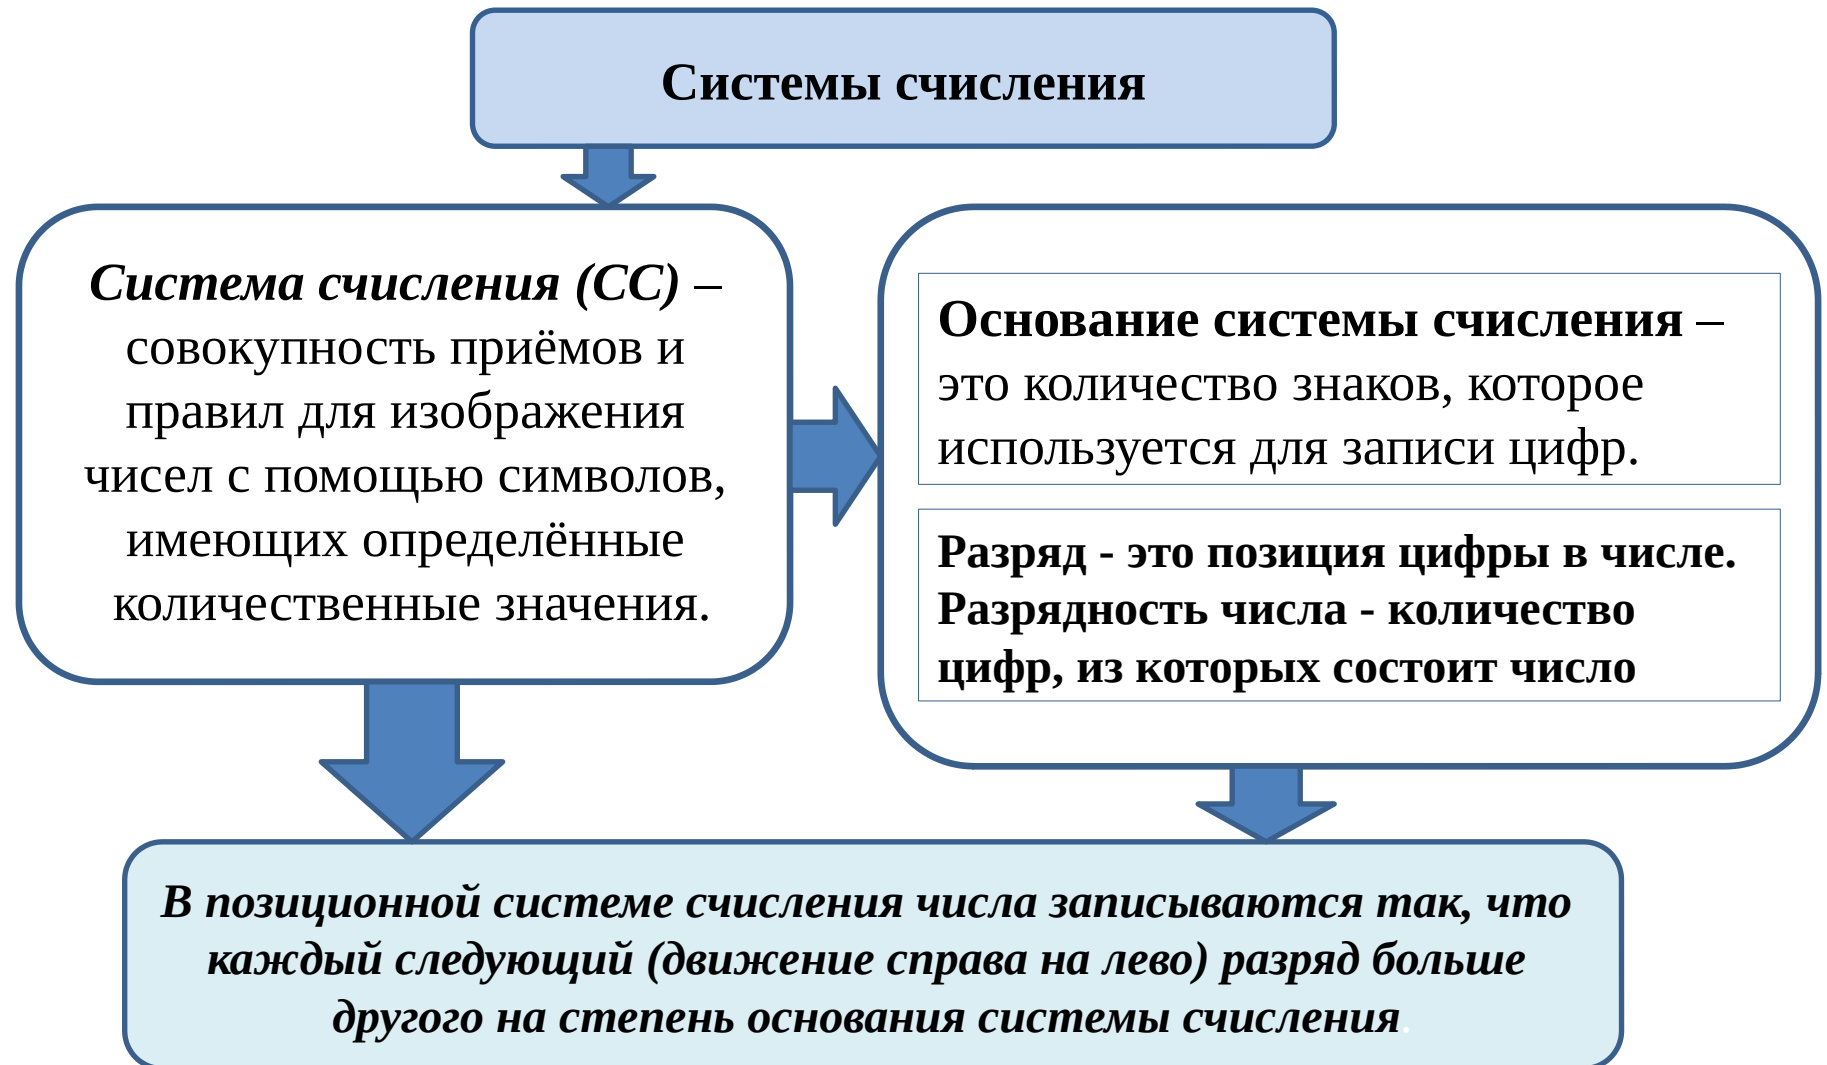 Системы счисления
Система счисления (СС) –
совокупность приёмов и
правил для изображения
чисел с помощью символов,
имеющих определённые
количественные значения.
Основание системы счисления –
это количество знаков, которое
используется для записи цифр.
Разряд - это позиция цифры в числе.
Разрядность числа - количество
цифр, из которых состоит число
В позиционной системе счисления числа записываются так, что
каждый следующий (движение справа на лево) разряд больше
другого на степень основания системы счисления.